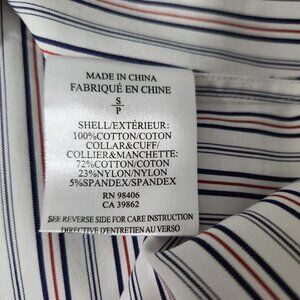 MADE IN CHINA
FABRIQUÉ EN CHINE
S
P
SHELL/EXTÉRIEUR:
100%COTTON/COTON
COLLAR&CUFF/
COLLIER&MANCHETTE:
72%COTTON/COTON
23%NYLON/NYLON
5%SPANDEX/SPANDEX
RN 98406
CA 39862
SEE REVERSE SIDE FOR CARE INSTRUCTION
DIRECTIVE D'ENTRETIEN AU VERSO